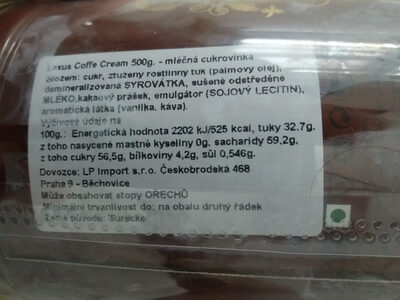 Lexus Coffe Cream 500g. - mléčná cukrovinka
Složení: cukr, ztužený rostlinný tuk (palmový olej),
demineralizovaná SYROVÁTKA, sušené odstředěné
MLÉKO,kakaový prášek, emulgátor (SOJOVÝ LECITIN),
aromatická látka (vanilka, káva).
Výživové údaje na
100g.: Energetická hodnota 2202 kJ/525 kcal, tuky 32.7g.
z toho nasycené mastné kyseliny 0g, sacharidy 59,2g,
z toho cukry 56,5g, bílkoviny 4,2g, sůl 0,546g.
Dovozce: LP Import s.r.o. Českobrodská 468
Praha 9 - Běchovice
Může obsahovat stopy OŘECHŮ
Minimální trvanlivost do: na obalu druhý řádek
Země původu: Turecko